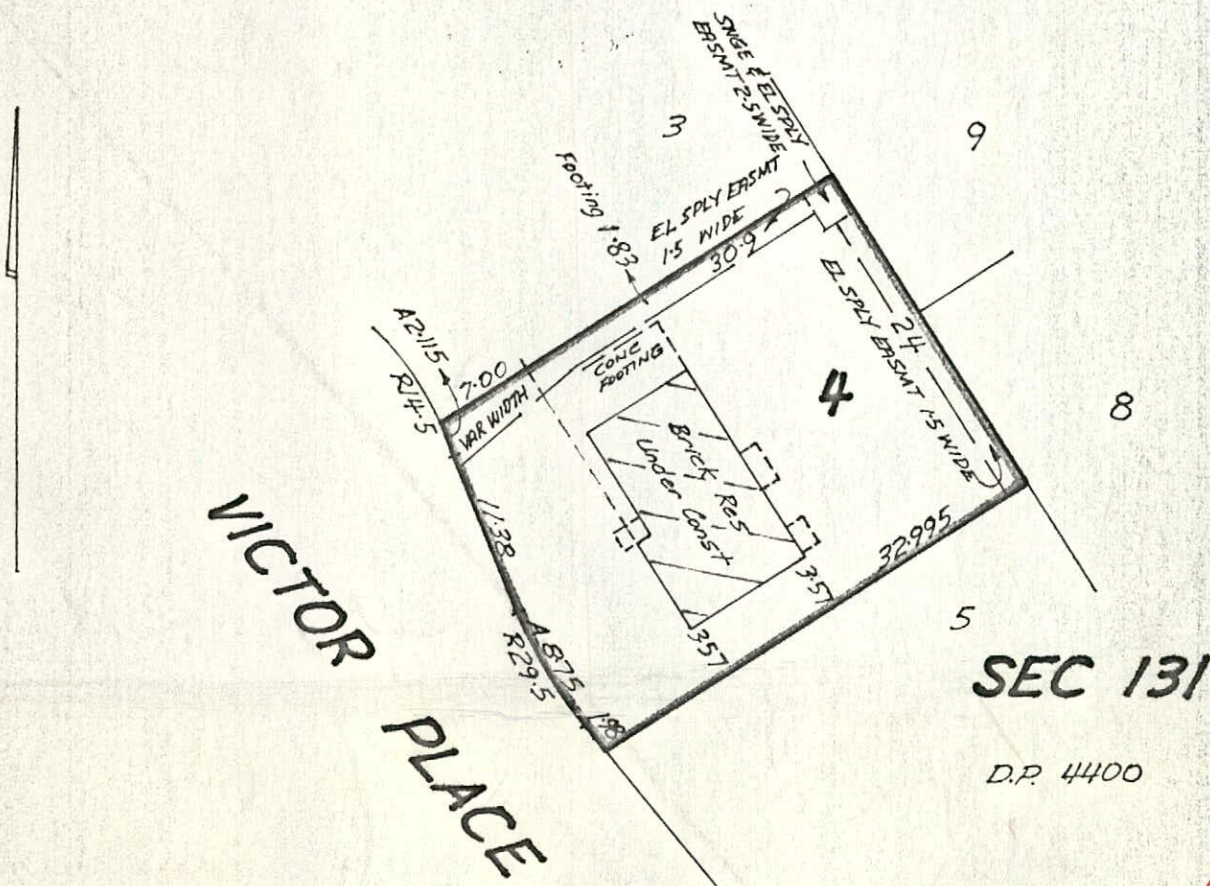 SWGE & EL SPLY
EASMT 2·5 WIDE
3
9
Footing 1·83
EL SPLY EASMT
1·5 WIDE
30·9
A2·115
R14·5
7·00
VAR WIDTH
CONC
FOOTING
4
24
EL SPLY EASMT 1·5 WIDE
8
Brick Res
Under Const
11·38
VICTOR
PLACE
A 8·75
R29·5
1·98
3·57
3·57
32·995
5
SEC 131
D.P. 4400